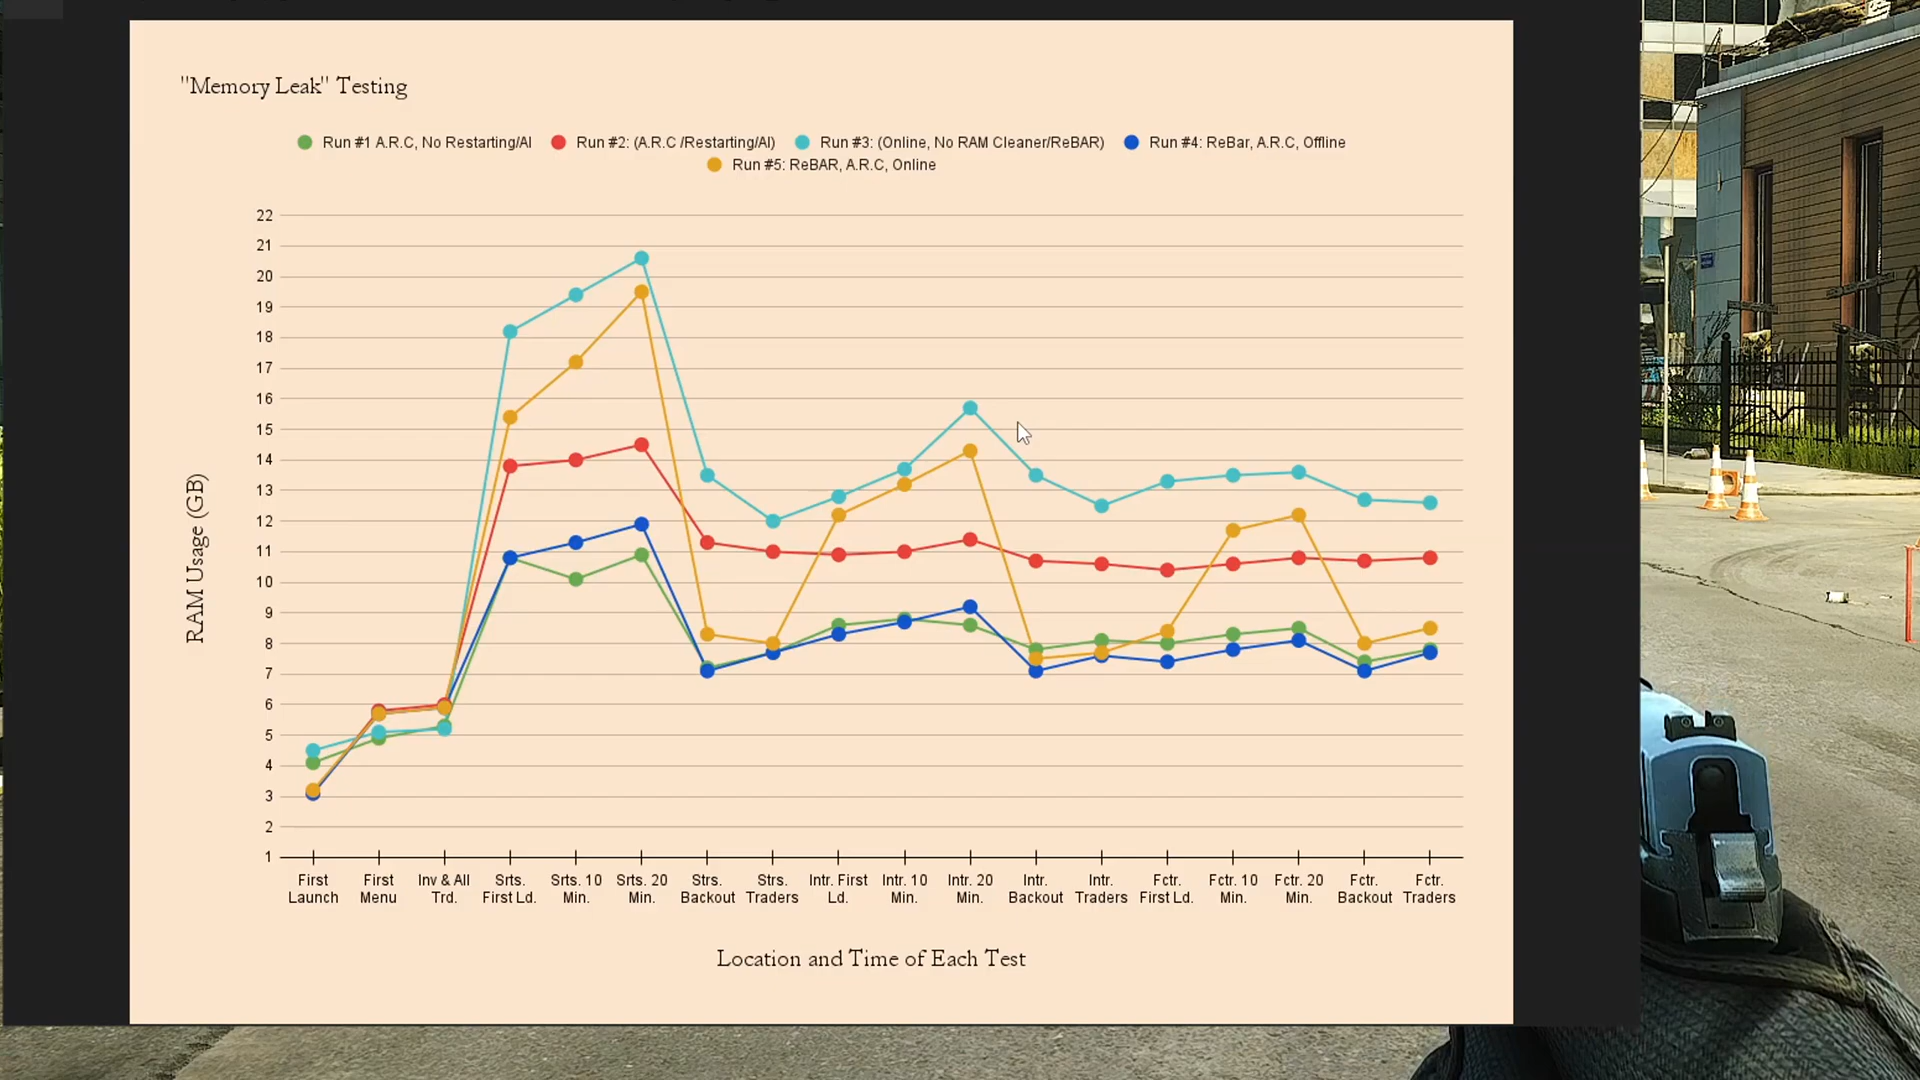 "Memory Leak" Testing
Run #1 A.R.C, No Restarting/AI
Run #2: (A.R.C /Restarting/AI)
Run #3: (Online, No RAM Cleaner/ReBAR)
Run #4: ReBar, A.R.C, Offline
Run #5: ReBAR, A.R.C, Online
RAM Usage (GB)
22
21
20
19
18
17
16
15
14
13
12
11
10
9
8
7
6
5
4
3
2
1
First
Launch
First
Menu
Inv & All
Trd.
Srts.
First Ld.
Srts. 10
Min.
Srts. 20
Min.
Strs.
Backout
Strs.
Traders
Intr. First
Ld.
Intr. 10
Min.
Intr. 20
Min.
Intr.
Backout
Intr.
Traders
Fctr.
First Ld.
Fctr. 10
Min.
Fctr. 20
Min.
Fctr.
Backout
Fctr.
Traders
Location and Time of Each Test